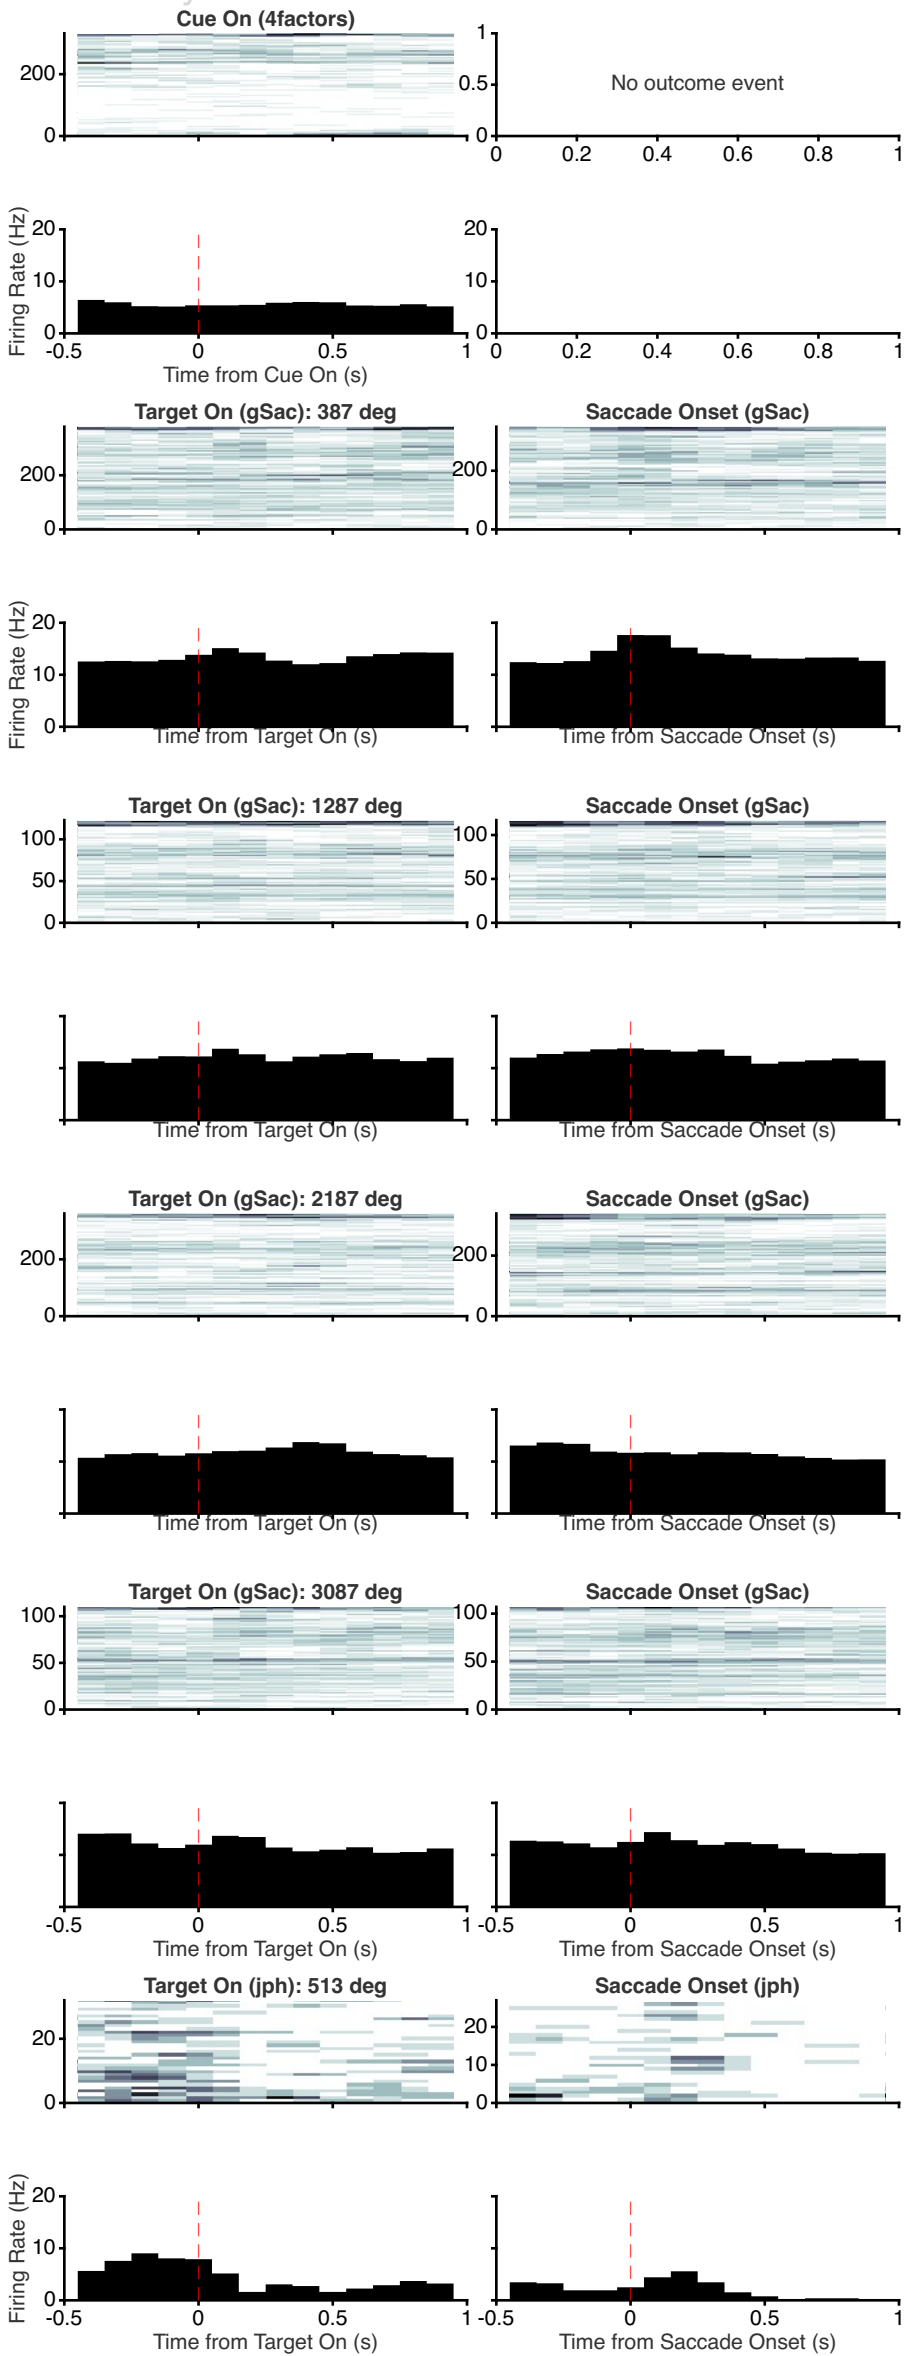 Cue On (4factors)
200
0
1
0.5
0
No outcome event
0 0.2 0.4 0.6 0.8 1
Firing Rate (Hz)
20
10
0
-0.5 0 0.5 1
Time from Cue On (s)
20
10
0
0 0.2 0.4 0.6 0.8 1
Target On (gSac): 387 deg
200
0
Saccade Onset (gSac)
200
0
Firing Rate (Hz)
20
10
0
Time from Target On (s)
Time from Saccade Onset (s)
Target On (gSac): 1287 deg
100
50
0
Saccade Onset (gSac)
100
50
0
Time from Target On (s)
Time from Saccade Onset (s)
Target On (gSac): 2187 deg
200
0
Saccade Onset (gSac)
200
0
Time from Target On (s)
Time from Saccade Onset (s)
Target On (gSac): 3087 deg
100
50
0
Saccade Onset (gSac)
100
50
0
-0.5 0 0.5 1
Time from Target On (s)
-0.5 0 0.5 1
Time from Saccade Onset (s)
Target On (jph): 513 deg
20
0
Saccade Onset (jph)
20
10
0
Firing Rate (Hz)
20
10
0
-0.5 0 0.5 1
Time from Target On (s)
-0.5 0 0.5 1
Time from Saccade Onset (s)